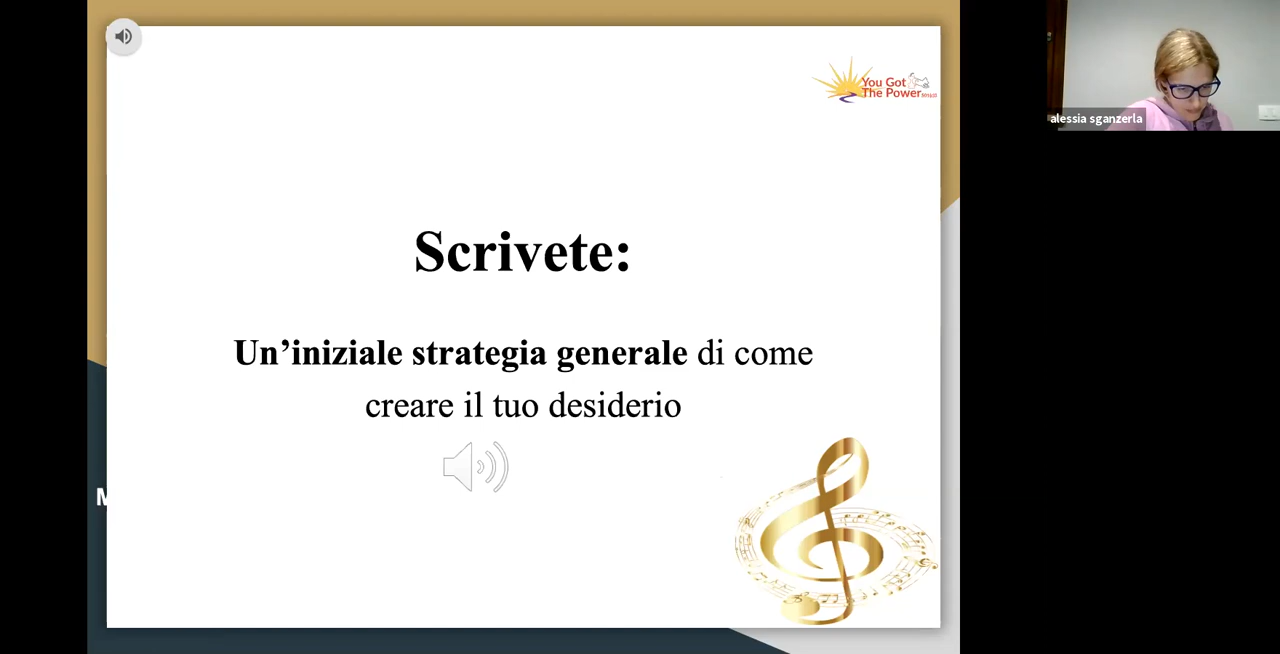 You Got
The Power
alessia sganzerla
Scrivete:
Un’iniziale strategia generale di come
creare il tuo desiderio
M